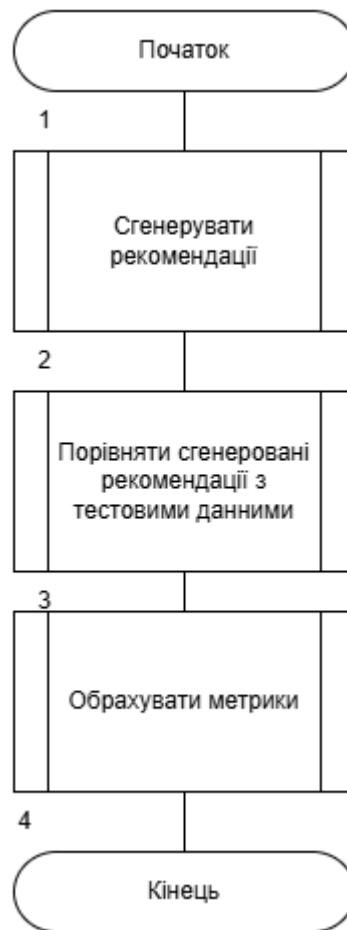 Початок
1
Сгенерувати
рекомендації
2
Порівняти сгенеровані
рекомендації з
тестовими данними
3
Обрахувати метрики
4
Кінець